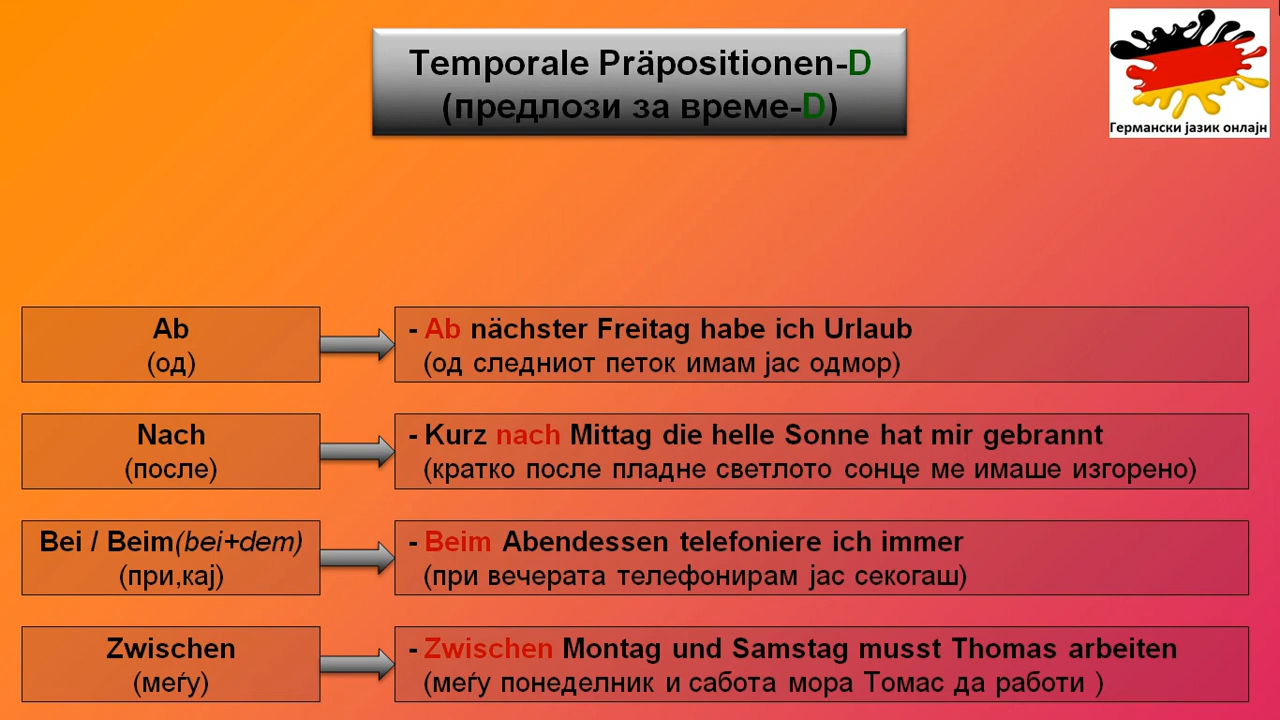 Temporale Präpositionen-D
(предлози за време-D)
Германски јазик онлајн
Ab
(од)
- Ab nächster Freitag habe ich Urlaub
(од следниот петок имам јас одмор)
Nach
(после)
- Kurz nach Mittag die helle Sonne hat mir gebrannt
(кратко после пладне светлото сонце ме имаше изгорено)
Bei / Beim(bei+dem)
(при,кај)
- Beim Abendessen telefoniere ich immer
(при вечерата телефонирам јас секогаш)
Zwischen
(меѓу)
- Zwischen Montag und Samstag musst Thomas arbeiten
(меѓу понеделник и сабота мора Томас да работи )